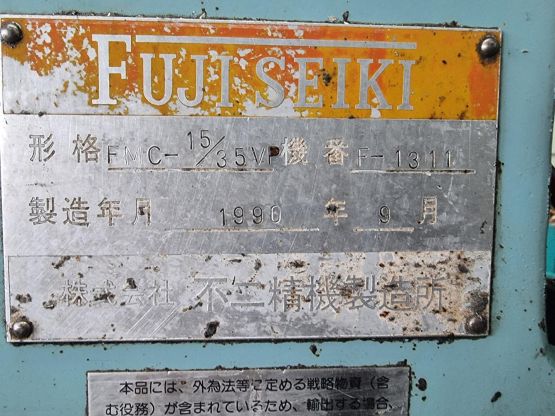 FUJI SEIKI
形格 FMC-15/35VP 機番 F-1311
製造年月 1990 年 9 月
株式会社 不二精機製造所
本品には、外為法等に定める戦略物資（含
む役務）が含まれているため、輸出する場合、